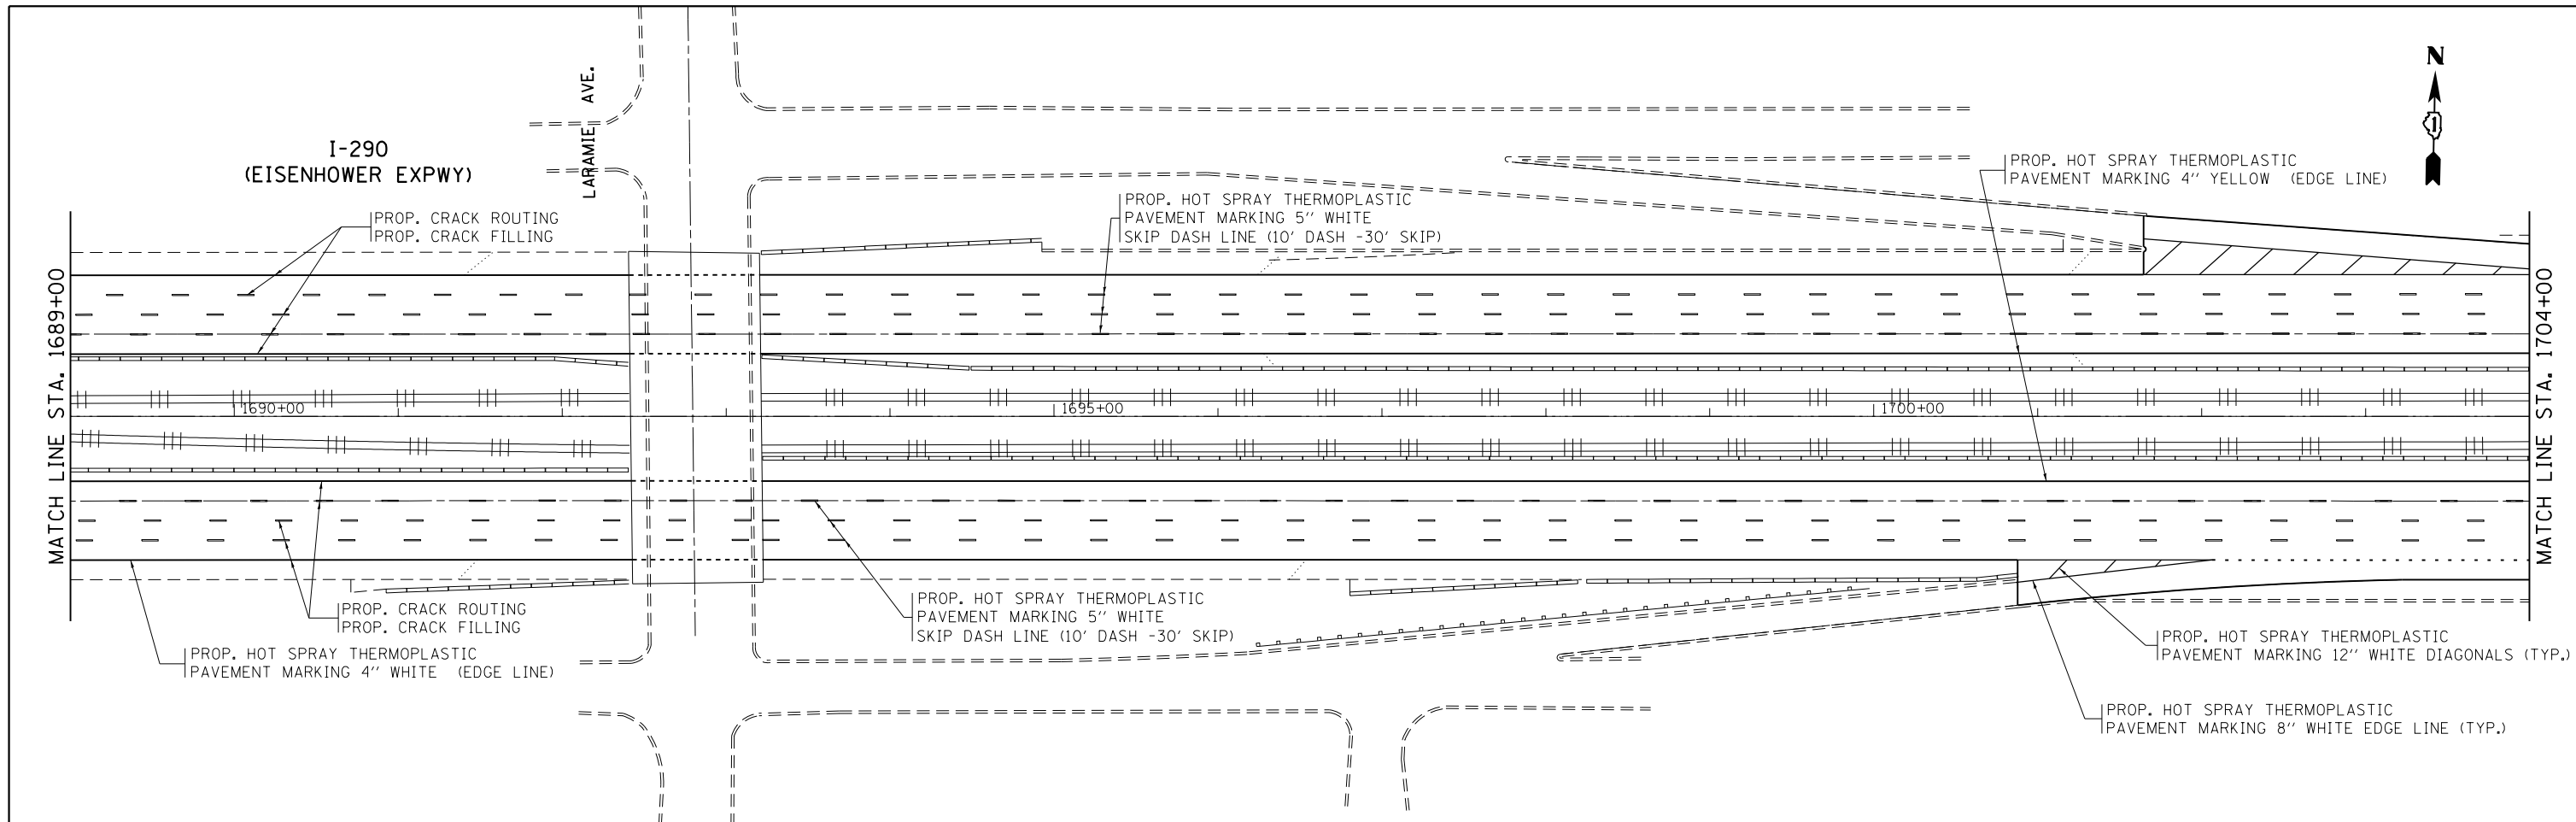 N
I-290
(EISENHOWER EXPWY)
LARAMIE AVE.
PROP. CRACK ROUTING
PROP. CRACK FILLING
PROP. HOT SPRAY THERMOPLASTIC
PAVEMENT MARKING 5" WHITE
SKIP DASH LINE (10' DASH -30' SKIP)
PROP. HOT SPRAY THERMOPLASTIC
PAVEMENT MARKING 4" YELLOW (EDGE LINE)
MATCH LINE STA. 1689+00
1690+00
1695+00
1700+00
MATCH LINE STA. 1704+00
PROP. CRACK ROUTING
PROP. CRACK FILLING
PROP. HOT SPRAY THERMOPLASTIC
PAVEMENT MARKING 4" WHITE (EDGE LINE)
PROP. HOT SPRAY THERMOPLASTIC
PAVEMENT MARKING 5" WHITE
SKIP DASH LINE (10' DASH -30' SKIP)
PROP. HOT SPRAY THERMOPLASTIC
PAVEMENT MARKING 12" WHITE DIAGONALS (TYP.)
PROP. HOT SPRAY THERMOPLASTIC
PAVEMENT MARKING 8" WHITE EDGE LINE (TYP.)